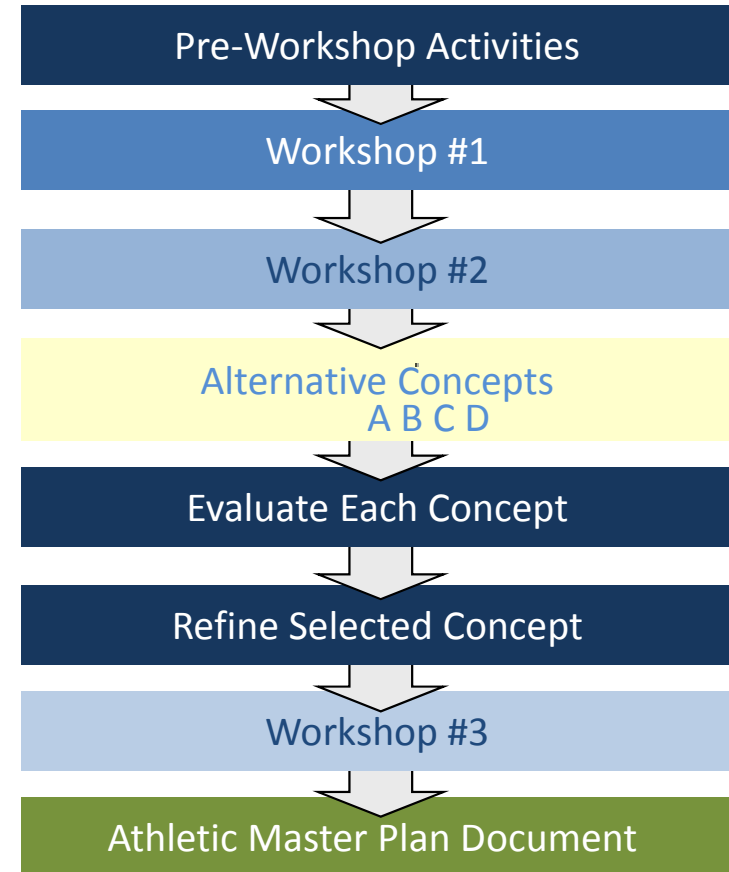 Pre-Workshop Activities
Workshop #1
Workshop #2
Alternative Concepts
A B C D
Evaluate Each Concept
Refine Selected Concept
Workshop #3
Athletic Master Plan Document